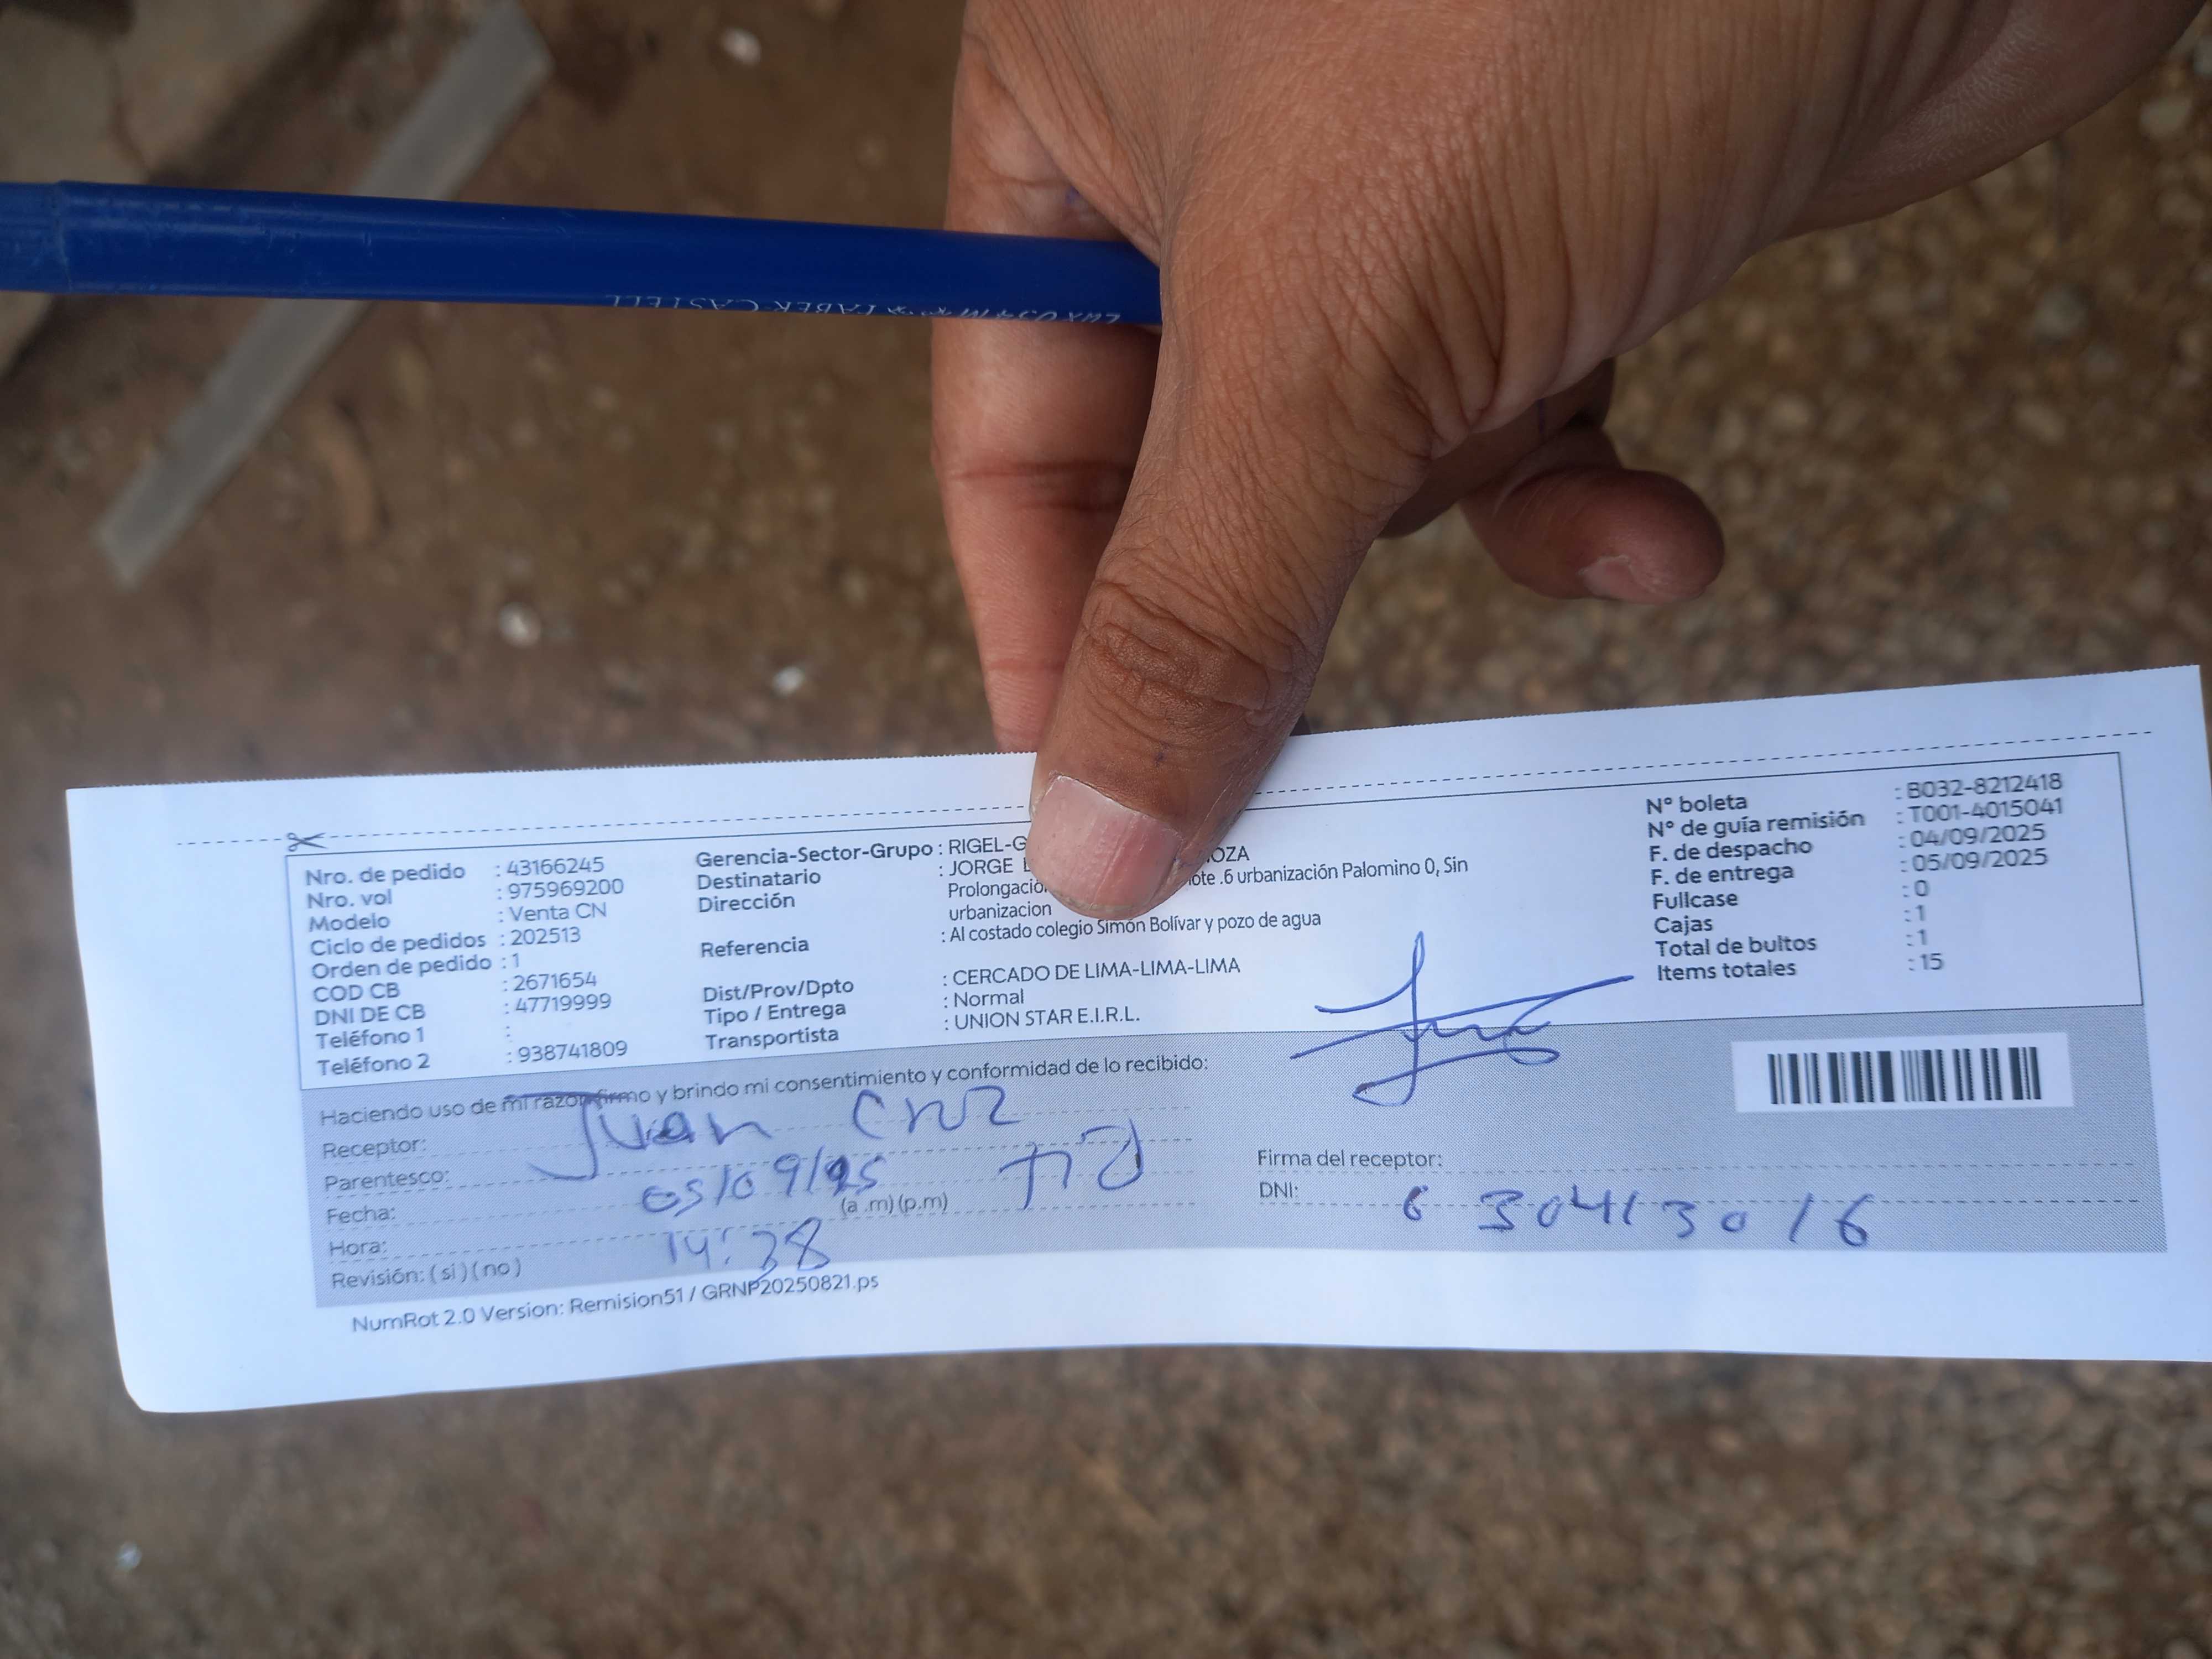 LUX 034 M FABER-CASTELL
Nro. de pedido : 43166245
Nro. vol : 975969200
Modelo : Venta CN
Ciclo de pedidos : 202513
Orden de pedido : 1
COD CB : 2671654
DNI DE CB : 47719999
Teléfono 1 :
Teléfono 2 : 938741809
Gerencia-Sector-Grupo : RIGEL-G
Destinatario : JORGE OZA
Dirección Prolongació lote .6 urbanización Palomino 0, Sin
urbanizacion
Referencia : Al costado colegio Simón Bolívar y pozo de agua
Dist/Prov/Dpto : CERCADO DE LIMA-LIMA-LIMA
Tipo / Entrega : Normal
Transportista : UNION STAR E.I.R.L.
N° boleta : B032-8212418
N° de guía remisión : T001-4015041
F. de despacho : 04/09/2025
F. de entrega : 05/09/2025
Fullcase : 0
Cajas : 1
Total de bultos : 1
Items totales : 15
Haciendo uso de mi razón firmo y brindo mi consentimiento y conformidad de lo recibido:
Receptor: Juan Cruz
Parentesco:
Fecha: 05/09/25 (a .m) (p.m)
Hora: 14:38
Revisión: ( si ) ( no )
Firma del receptor:
DNI: 6 30413016
NumRot 2.0 Version: Remision51 / GRNP20250821.ps